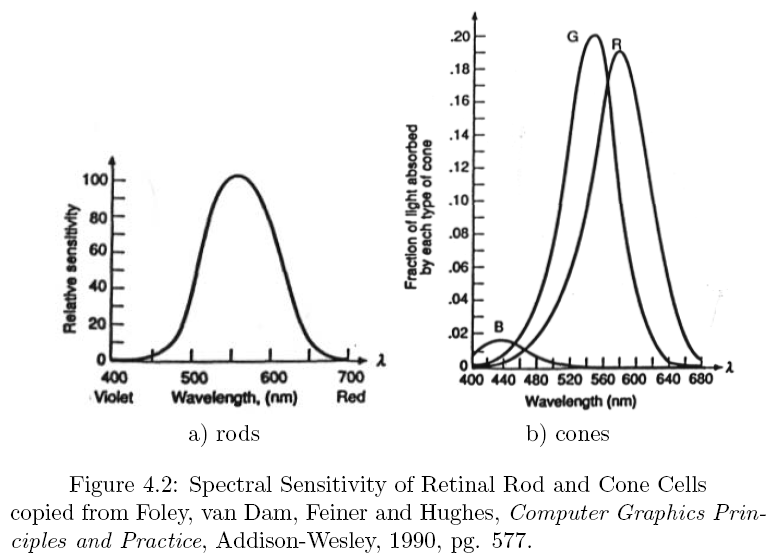 Relative sensitivity
100
80
60
40
20
0
400 500 600 700 λ
Violet Wavelength, (nm) Red
a) rods
Fraction of light absorbed
by each type of cone
.20
.18
.16
.14
.12
.10
.08
.06
.04
.02
0
G R
B
400 440 480 520 560 600 640 680 λ
Wavelength (nm)
b) cones
Figure 4.2: Spectral Sensitivity of Retinal Rod and Cone Cells
copied from Foley, van Dam, Feiner and Hughes, Computer Graphics Prin-
ciples and Practice, Addison-Wesley, 1990, pg. 577.